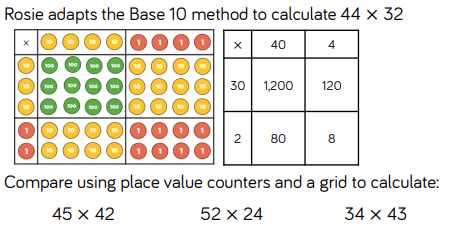 Rosie adapts the Base 10 method to calculate 44 × 32
× 10 10 10 10 1 1 1 1
10 100 100 100 100 10 10 10 10
10 100 100 100 100 10 10 10 10
10 100 100 100 100 10 10 10 10
1 10 10 10 10 1 1 1 1
1 10 10 10 10 1 1 1 1
× 40 4
30 1,200 120
2 80 8
Compare using place value counters and a grid to calculate:
45 × 42 52 × 24 34 × 43